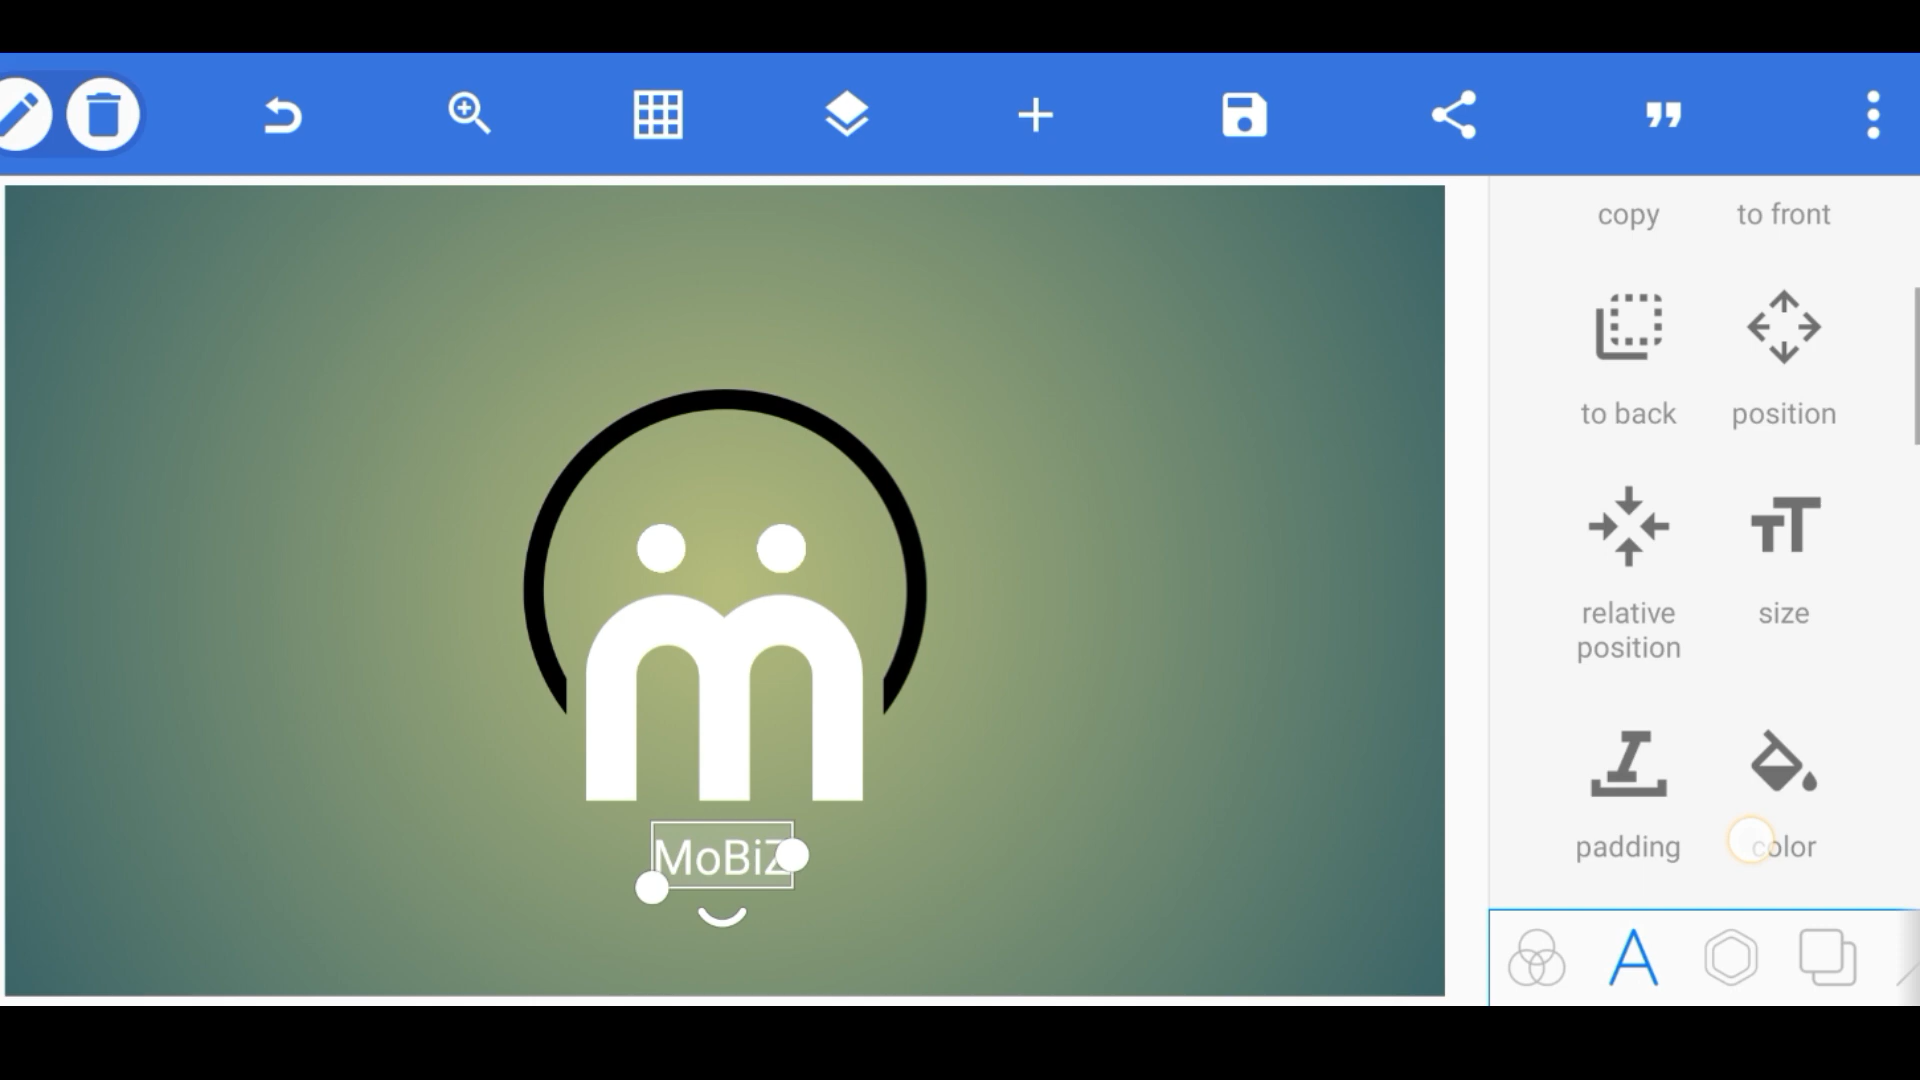 copy to front
to back position
relative position size
padding color
m
MoBiZ